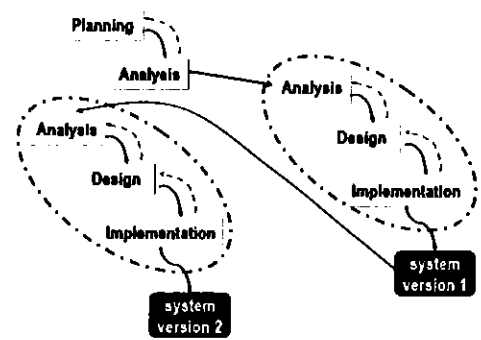 Planning
Analysis
Analysis
Design
Implementation
system
version 1
Analysis
Design
Implementation
system
version 2